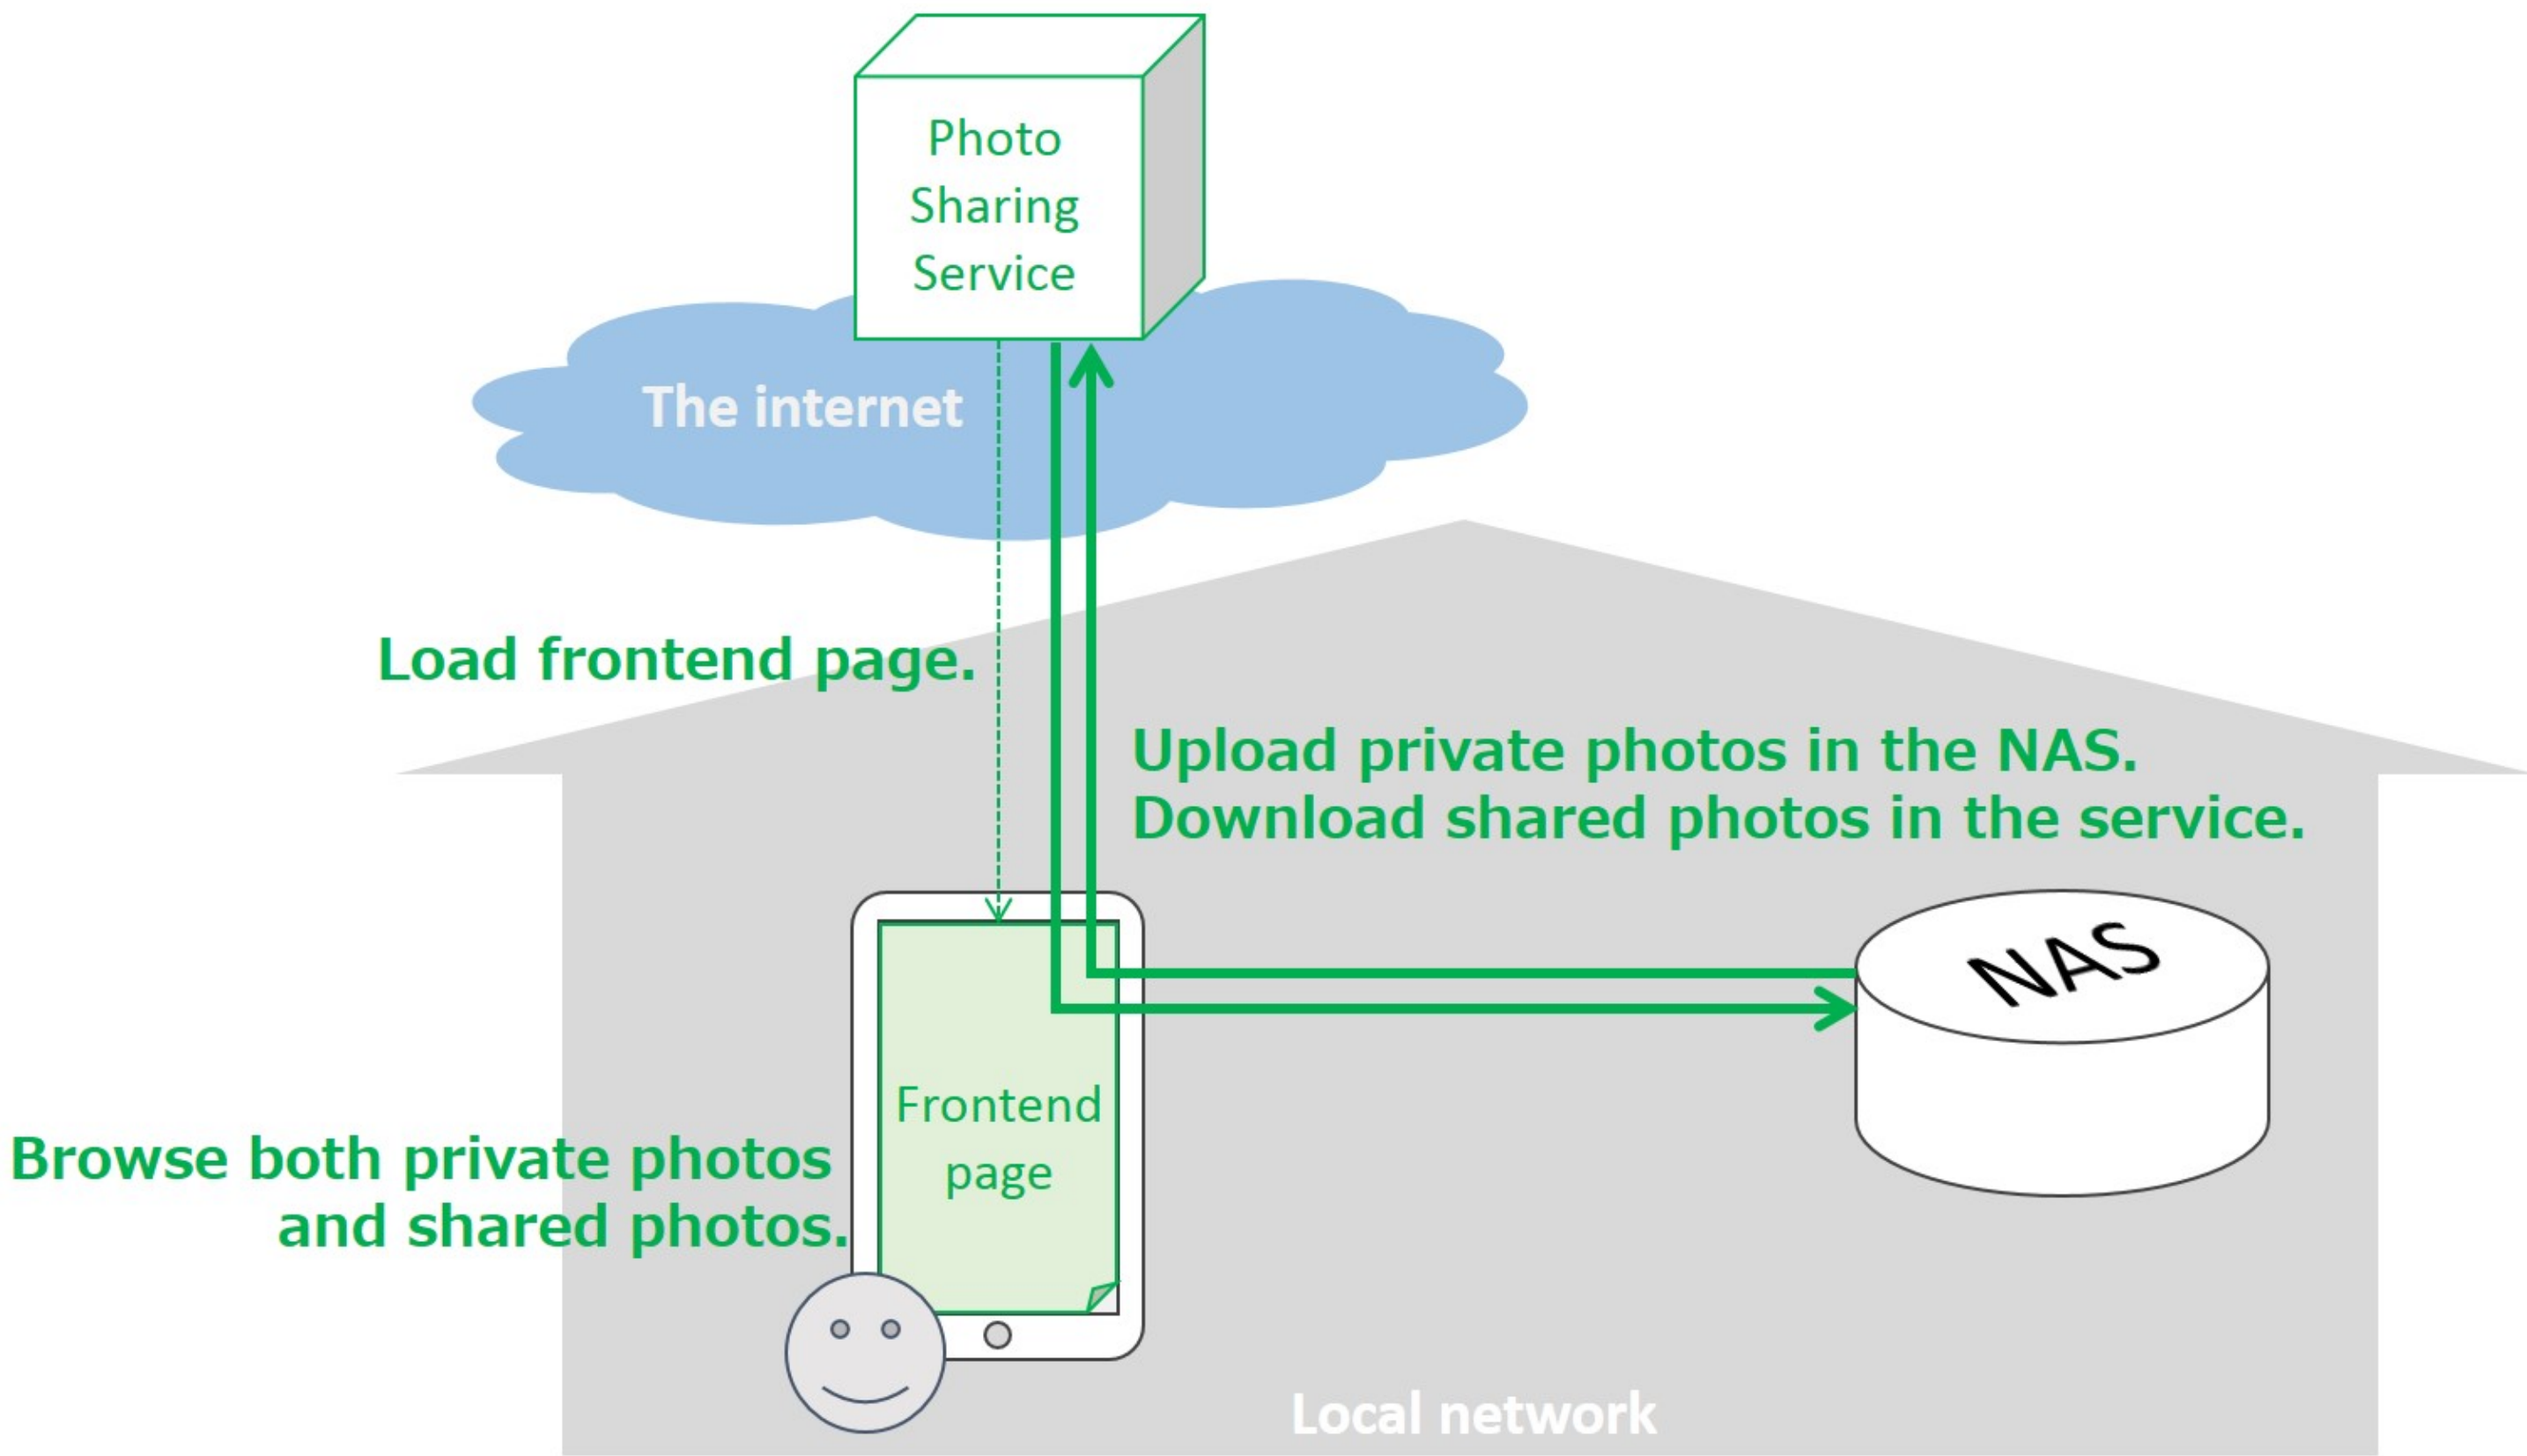 Photo
Sharing
Service
The internet
Load frontend page.
Upload private photos in the NAS.
Download shared photos in the service.
NAS
Frontend
page
Browse both private photos
and shared photos.
Local network